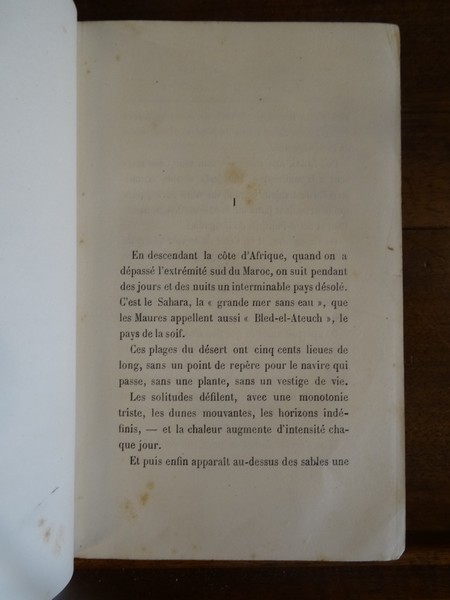 I
En descendant la côte d'Afrique, quand on a
dépassé l'extrémité sud du Maroc, on suit pendant
des jours et des nuits un interminable pays désolé.
C'est le Sahara, la « grande mer sans eau », que
les Maures appellent aussi « Bled-el-Ateuch », le
pays de la soif.
Ces plages du désert ont cinq cents lieues de
long, sans un point de repère pour le navire qui
passe, sans une plante, sans un vestige de vie.
Les solitudes défilent, avec une monotonie
triste, les dunes mouvantes, les horizons indé-
finis, — et la chaleur augmente d'intensité cha-
que jour.
Et puis enfin apparaît au-dessus des sables une